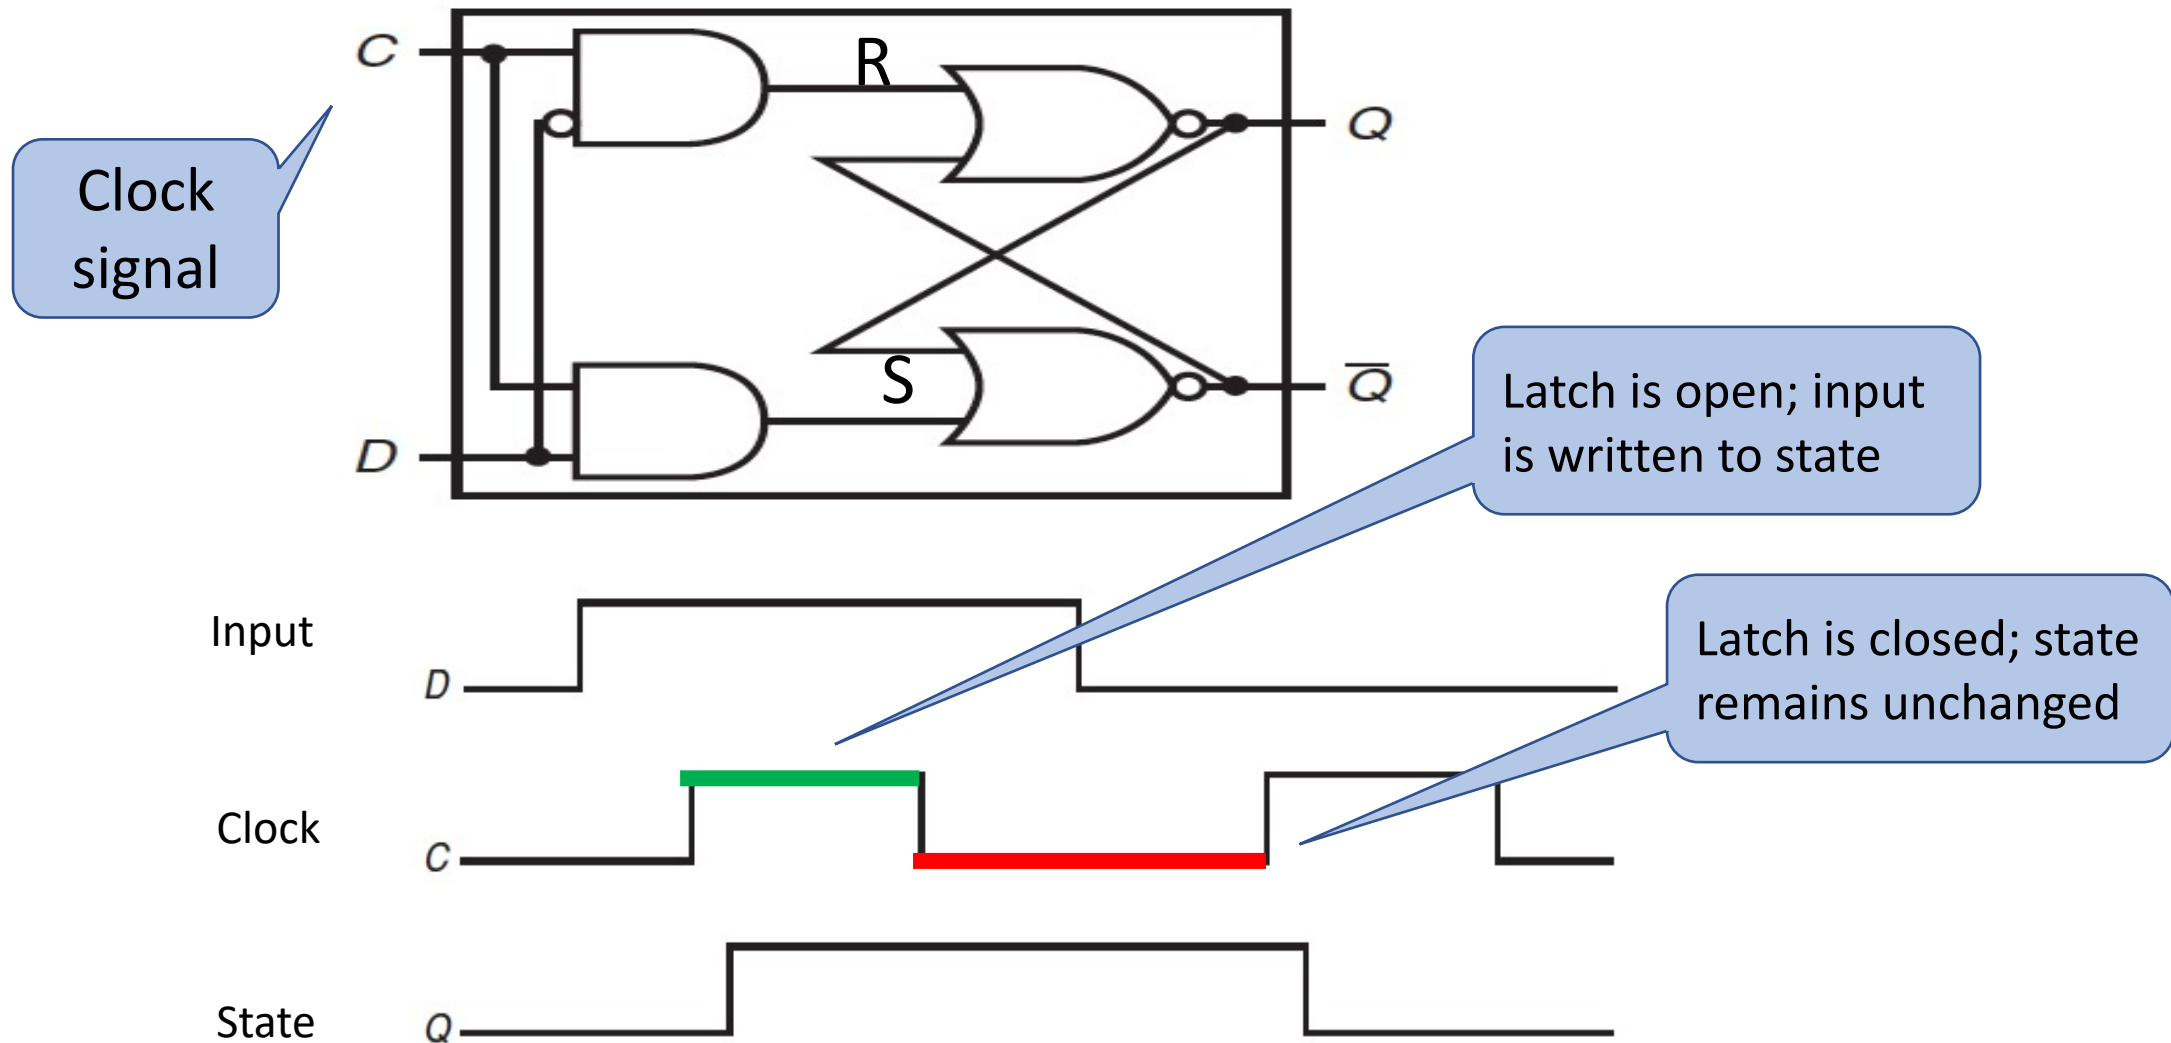 C
R
Q
Clock
signal
S
Q̅
D
Latch is open; input
is written to state
Input
D
Latch is closed; state
remains unchanged
Clock
C
State
Q